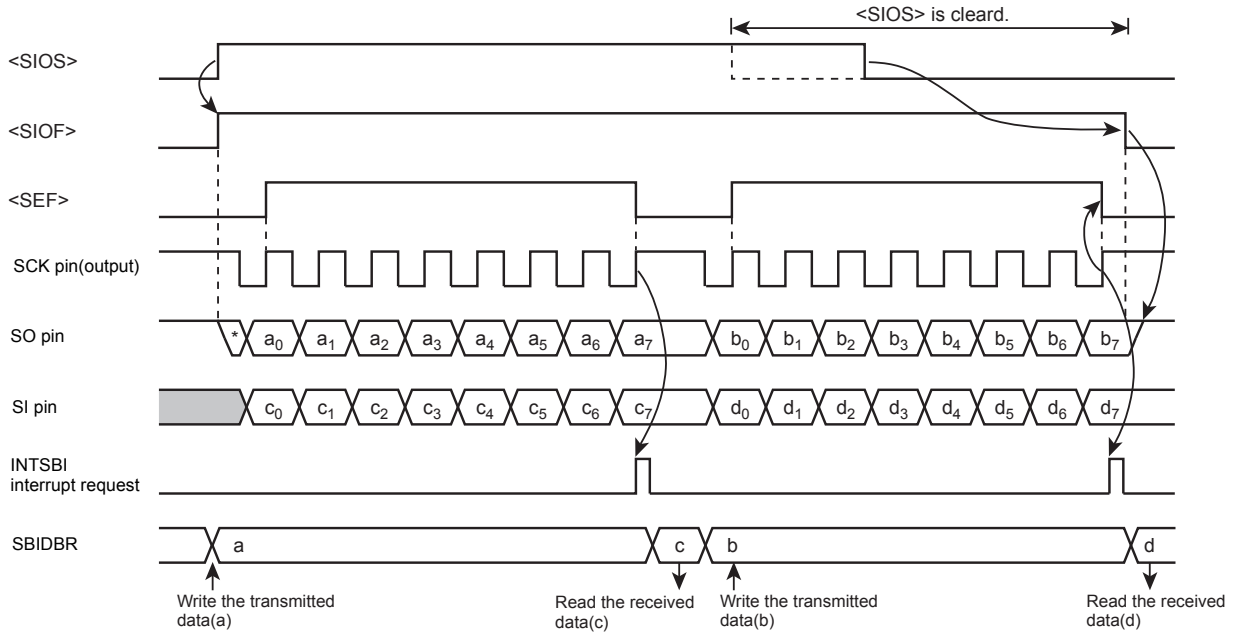 <SIOS> is cleard.
<SIOS>
<SIOF>
<SEF>
SCK pin(output)
SO pin
* a0 a1 a2 a3 a4 a5 a6 a7 b0 b1 b2 b3 b4 b5 b6 b7
SI pin
c0 c1 c2 c3 c4 c5 c6 c7 d0 d1 d2 d3 d4 d5 d6 d7
INTSBI
interrupt request
SBIDBR
a c b d
Write the transmitted
data(a)
Read the received
data(c)
Write the transmitted
data(b)
Read the received
data(d)